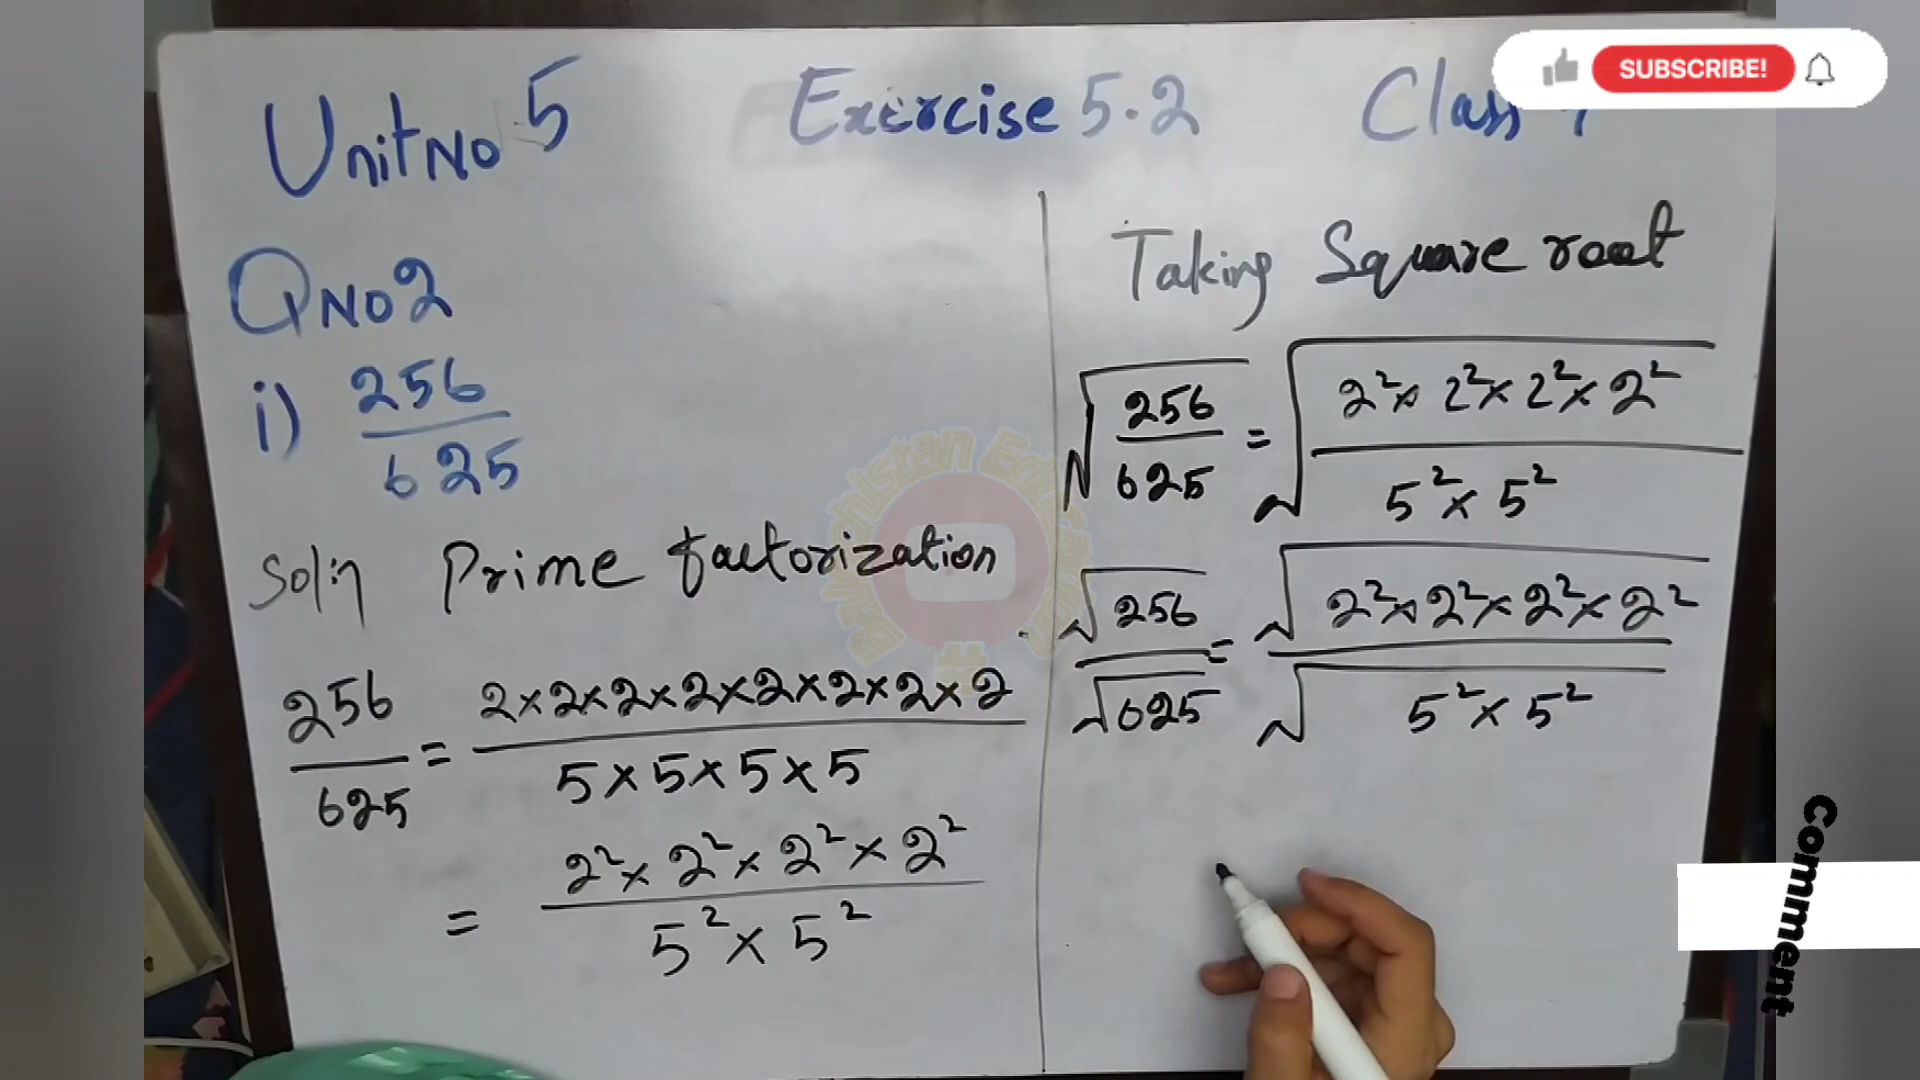 Unit No 5 Exercise 5.2 Class
SUBSCRIBE!
Q No 2
i) 256/625
Sol:n Prime factorization
256/625 = 2×2×2×2×2×2×2×2 / 5×5×5×5
= 2²×2²×2²×2² / 5²×5²
Taking Square root
√(256/625) = √(2²×2²×2²×2² / 5²×5²)
√256/√625 = √(2²×2²×2²×2²) / √(5²×5²)
Comment